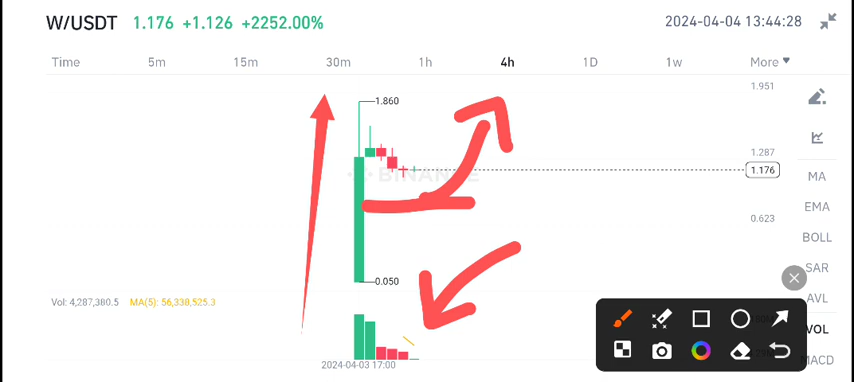 W/USDT 1.176 +1.126 +2252.00% 2024-04-04 13:44:28
Time 5m 15m 30m 1h 4h 1D 1w More
1.951
1.860
1.287
BINANCE
1.176
MA
EMA
0.623
BOLL
SAR
0.050
AVL
Vol: 4,287,380.5 MA(5): 56,338,525.3
VOL
MACD
2024-04-03 17:00